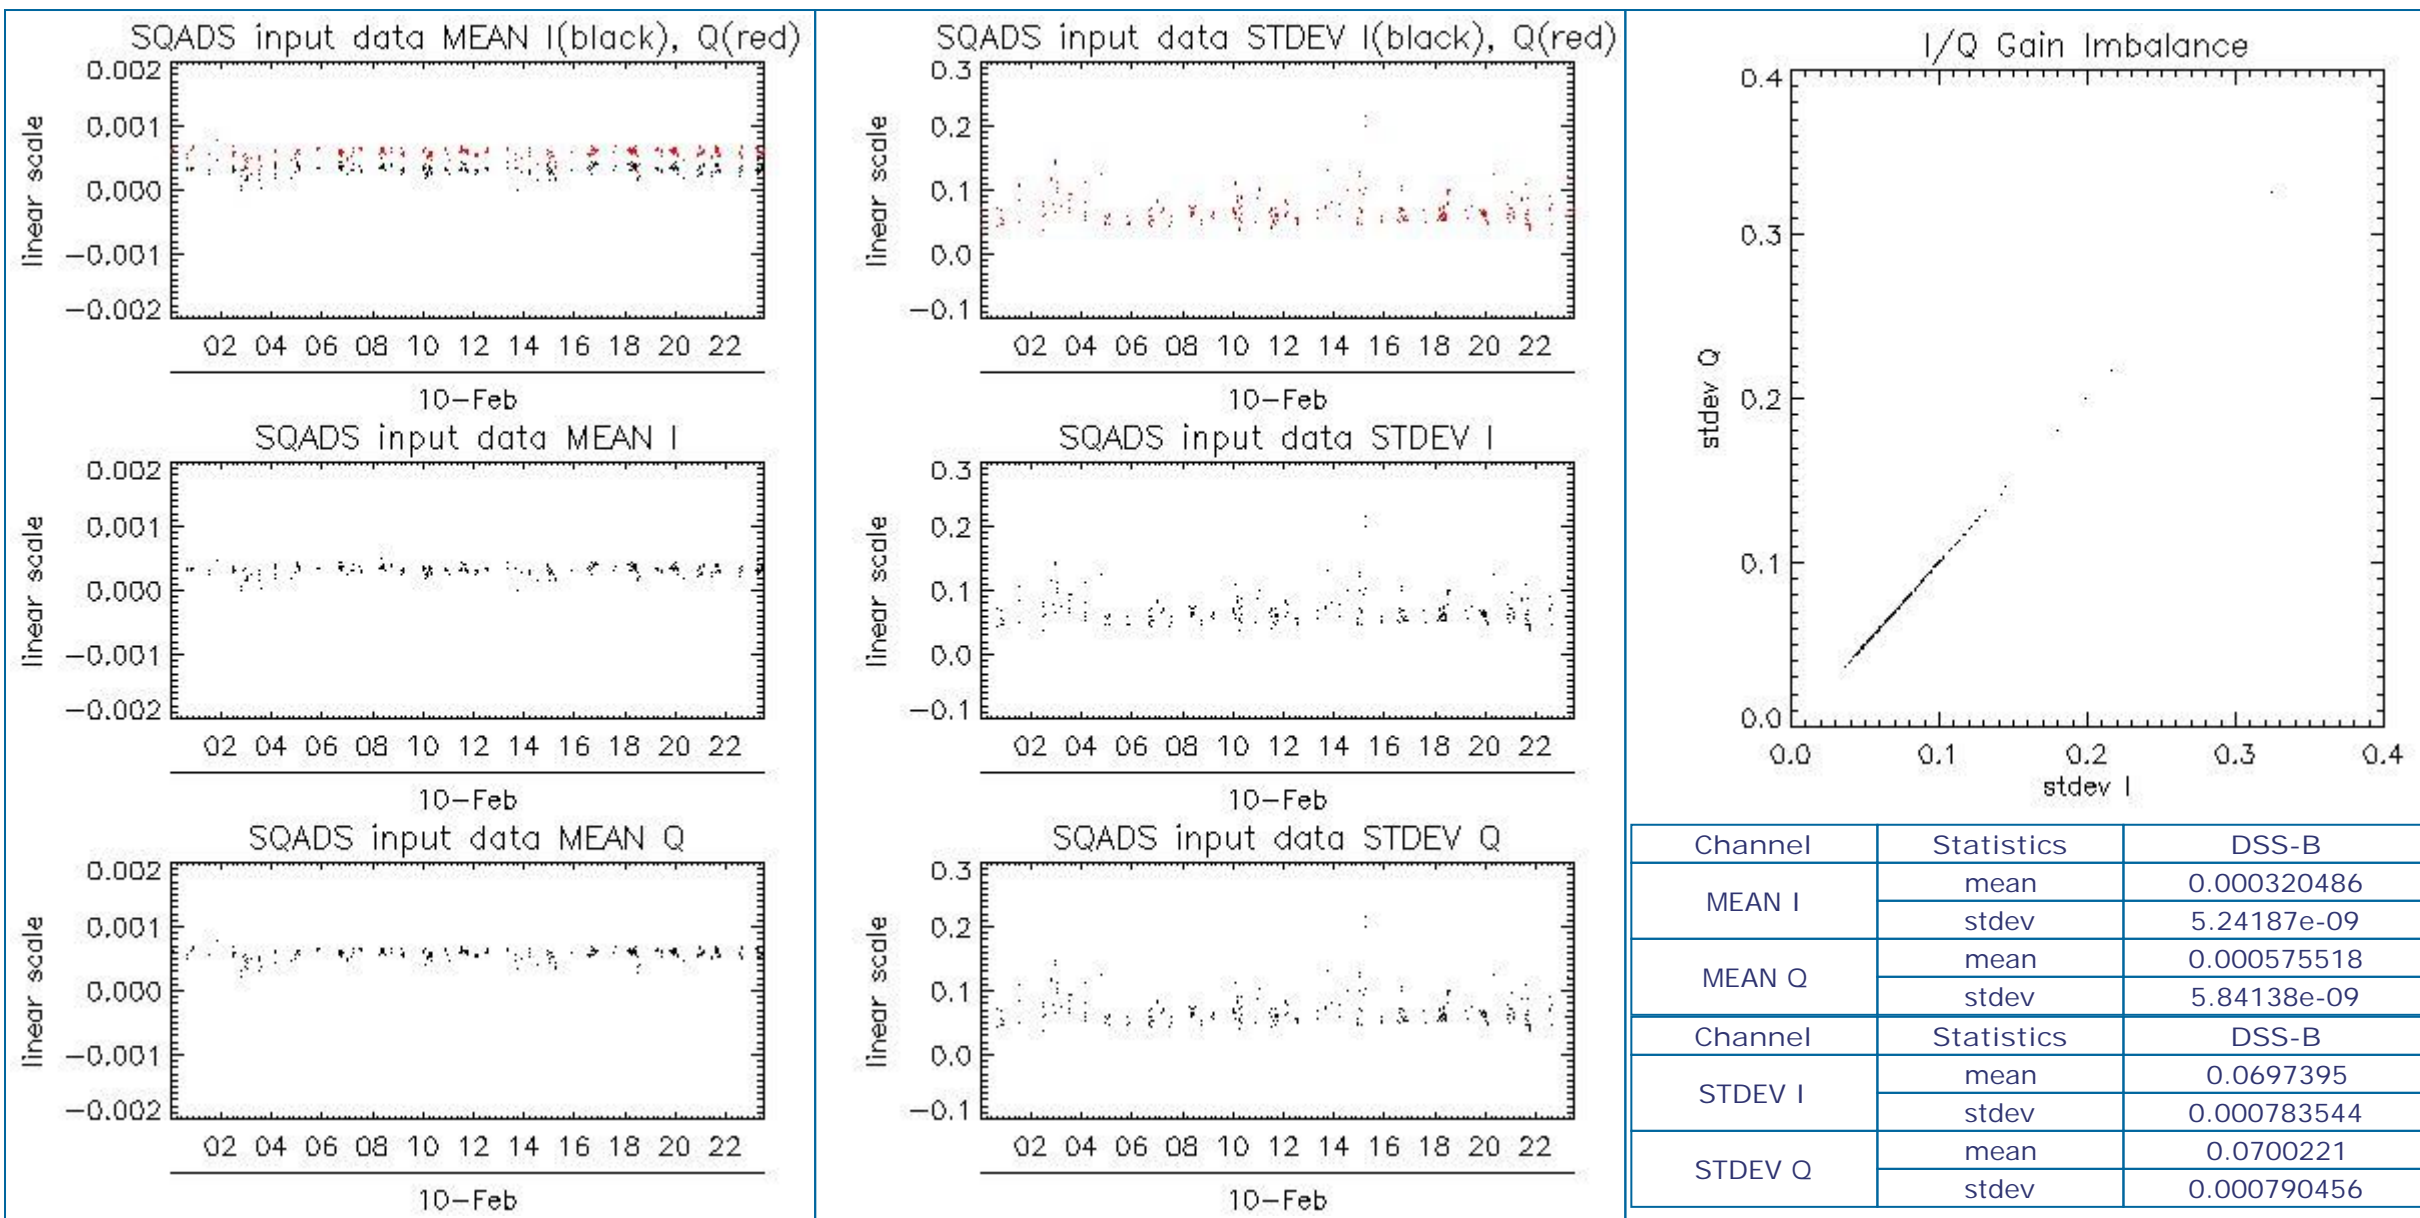 SQADS input data MEAN I(black), Q(red)
linear scale
0.002
0.001
0.000
-0.001
-0.002
02 04 06 08 10 12 14 16 18 20 22
10-Feb
SQADS input data MEAN I
linear scale
0.002
0.001
0.000
-0.001
-0.002
02 04 06 08 10 12 14 16 18 20 22
10-Feb
SQADS input data MEAN Q
linear scale
0.002
0.001
0.000
-0.001
-0.002
02 04 06 08 10 12 14 16 18 20 22
10-Feb
SQADS input data STDEV I(black), Q(red)
linear scale
0.3
0.2
0.1
0.0
-0.1
02 04 06 08 10 12 14 16 18 20 22
10-Feb
SQADS input data STDEV I
linear scale
0.3
0.2
0.1
0.0
-0.1
02 04 06 08 10 12 14 16 18 20 22
10-Feb
SQADS input data STDEV Q
linear scale
0.3
0.2
0.1
0.0
-0.1
02 04 06 08 10 12 14 16 18 20 22
10-Feb
I/Q Gain Imbalance
stdev Q
0.4
0.3
0.2
0.1
0.0
0.0 0.1 0.2 0.3 0.4
stdev I
Channel Statistics DSS-B
MEAN I mean 0.000320486
stdev 5.24187e-09
MEAN Q mean 0.000575518
stdev 5.84138e-09
Channel Statistics DSS-B
STDEV I mean 0.0697395
stdev 0.000783544
STDEV Q mean 0.0700221
stdev 0.000790456